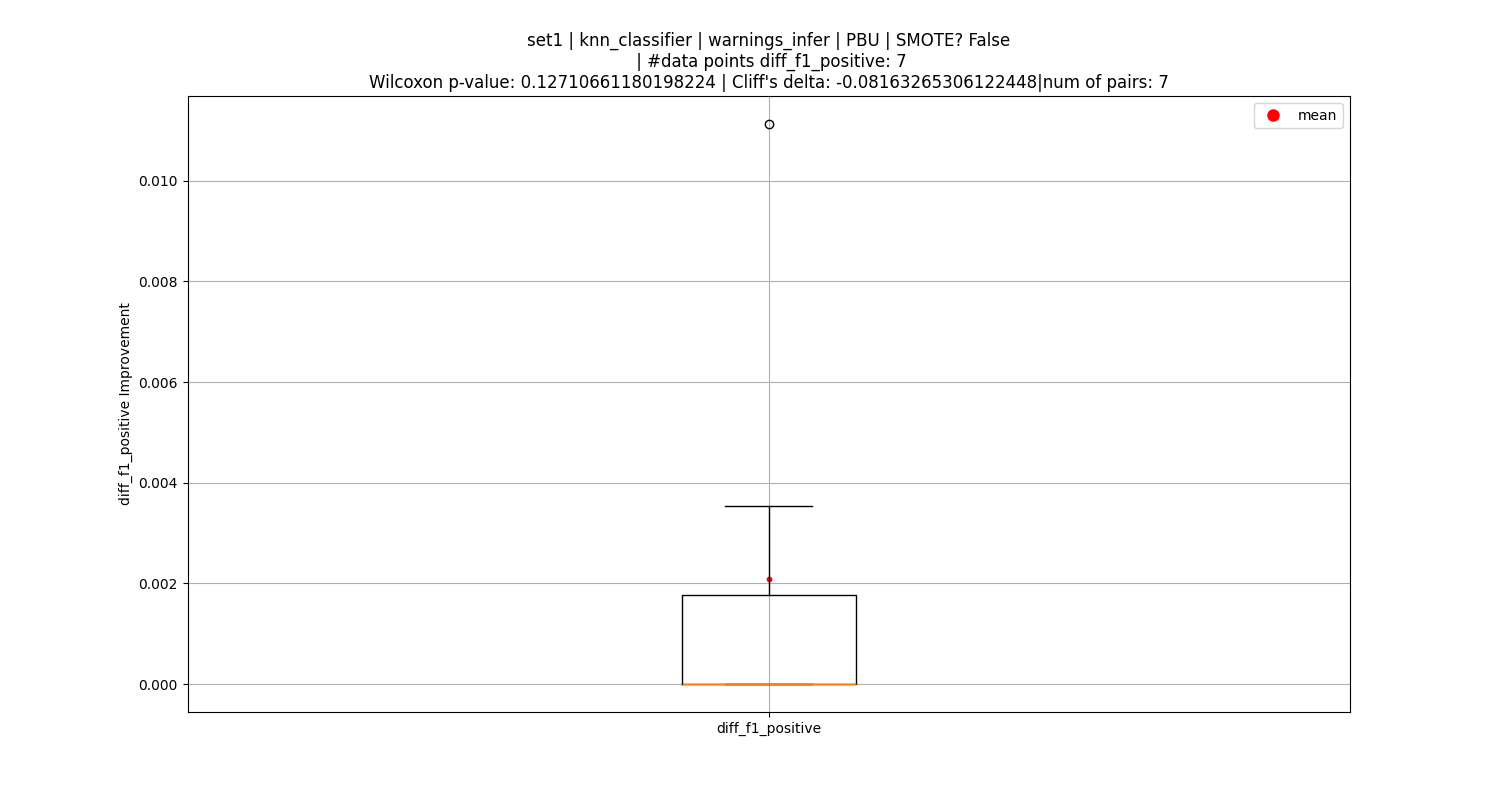 set1 | knn_classifier | warnings_infer | PBU | SMOTE? False
| #data points diff_f1_positive: 7
Wilcoxon p-value: 0.12710661180198224 | Cliff's delta: -0.08163265306122448|num of pairs: 7
mean
0.010
0.008
0.006
0.004
0.002
0.000
diff_f1_positive Improvement
diff_f1_positive